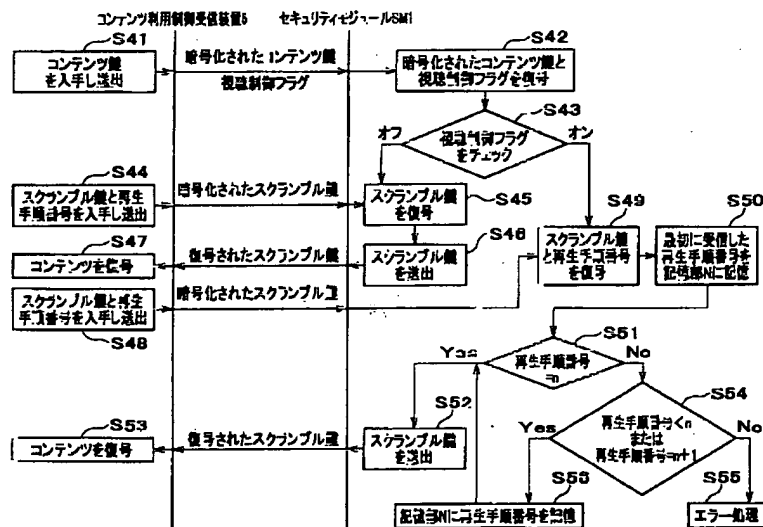 コンテンツ利用制御受信装置5
セキュリティモジュールSM1
S41
コンテンツ鍵
を入手し送出
暗号化されたコンテンツ鍵
視聴制御フラグ
S42
暗号化されたコンテンツ鍵と
視聴制御フラグを復号
S43
視聴制御フラグ
をチェック
オフ
オン
S44
スクランブル鍵と再生
手順番号を入手し送出
暗号化されたスクランブル鍵
スクランブル鍵
を復号
S45
S46
スクランブル鍵
を送出
S47
コンテンツを復号
復号されたスクランブル鍵
スクランブル鍵と再生
手順番号を入手し送出
S48
暗号化されたスクランブル鍵
S49
スクランブル鍵
と再生手順番号
を復号
S50
最初に受信した
再生手順番号を
記憶部Nに記憶
S51
再生手順番号
=n
Yes
No
S52
スクランブル鍵
を送出
S53
コンテンツを復号
復号されたスクランブル鍵
S54
再生手順番号<n
または
再生手順番号=n+1
Yes
No
記憶部Nに再生手順番号を記憶
S55
エラー処理